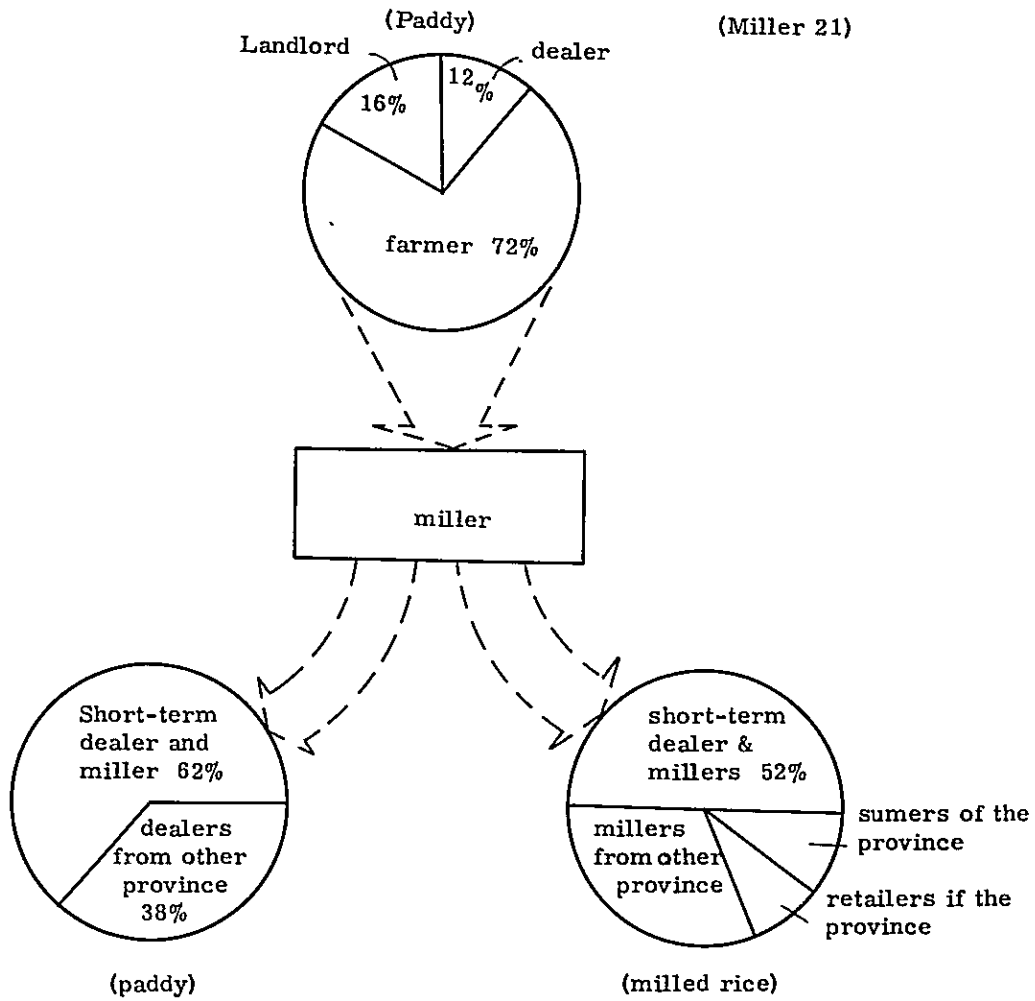 (Paddy)
(Miller 21)
Landlord
dealer
12%
16%
farmer 72%
miller
Short-term
dealer and
miller 62%
dealers
from other
province
38%
(paddy)
short-term
dealer &
millers 52%
millers
from other
province
sumers of the
province
retailers if the
province
(milled rice)